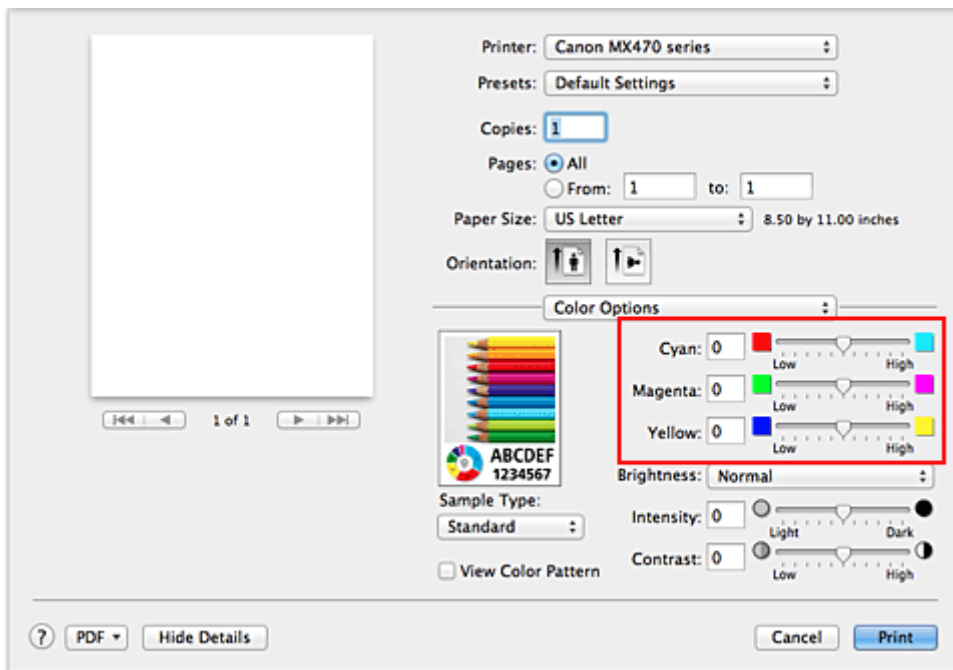 Printer: Canon MX470 series
Presets: Default Settings
Copies: 1
Pages: All
From: 1 to: 1
Paper Size: US Letter 8.50 by 11.00 inches
Orientation:
1 of 1
Color Options
Cyan: 0
Low High
Magenta: 0
Low High
Yellow: 0
Low High
ABCDEF
1234567
Sample Type:
Standard
View Color Pattern
Brightness: Normal
Intensity: 0
Light Dark
Contrast: 0
Low High
? PDF Hide Details Cancel Print